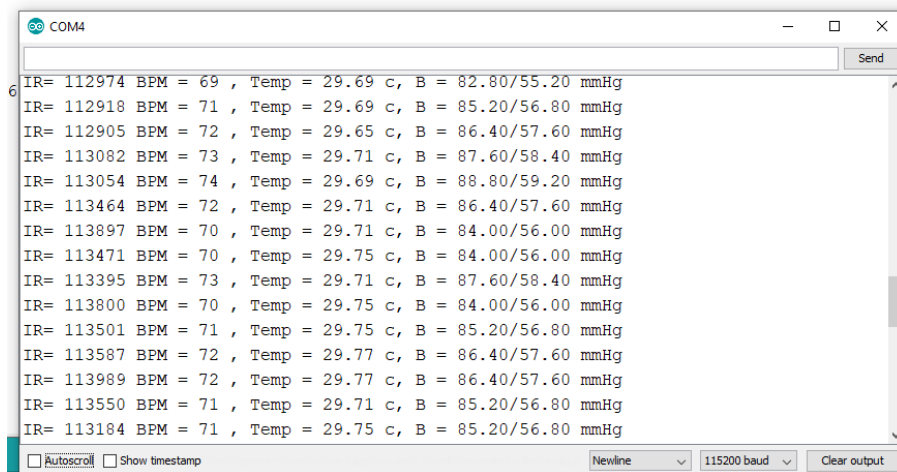 COM4
Send
6
IR= 112974 BPM = 69 , Temp = 29.69 c, B = 82.80/55.20 mmHg
IR= 112918 BPM = 71 , Temp = 29.69 c, B = 85.20/56.80 mmHg
IR= 112905 BPM = 72 , Temp = 29.65 c, B = 86.40/57.60 mmHg
IR= 113082 BPM = 73 , Temp = 29.71 c, B = 87.60/58.40 mmHg
IR= 113054 BPM = 74 , Temp = 29.69 c, B = 88.80/59.20 mmHg
IR= 113464 BPM = 72 , Temp = 29.71 c, B = 86.40/57.60 mmHg
IR= 113897 BPM = 70 , Temp = 29.71 c, B = 84.00/56.00 mmHg
IR= 113471 BPM = 70 , Temp = 29.75 c, B = 84.00/56.00 mmHg
IR= 113395 BPM = 73 , Temp = 29.71 c, B = 87.60/58.40 mmHg
IR= 113800 BPM = 70 , Temp = 29.75 c, B = 84.00/56.00 mmHg
IR= 113501 BPM = 71 , Temp = 29.75 c, B = 85.20/56.80 mmHg
IR= 113587 BPM = 72 , Temp = 29.77 c, B = 86.40/57.60 mmHg
IR= 113989 BPM = 72 , Temp = 29.77 c, B = 86.40/57.60 mmHg
IR= 113550 BPM = 71 , Temp = 29.71 c, B = 85.20/56.80 mmHg
IR= 113184 BPM = 71 , Temp = 29.75 c, B = 85.20/56.80 mmHg
Autoscroll Show timestamp Newline 115200 baud Clear output